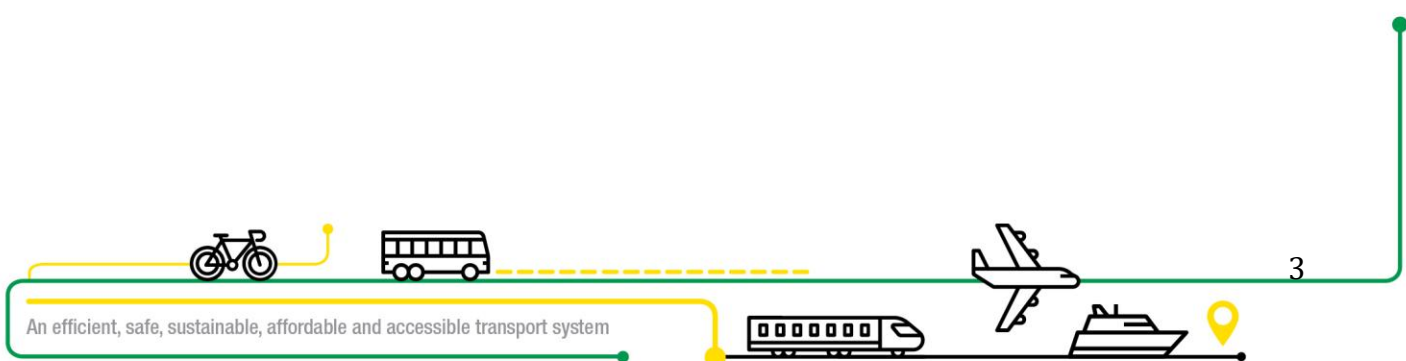 3
An efficient, safe, sustainable, affordable and accessible transport system